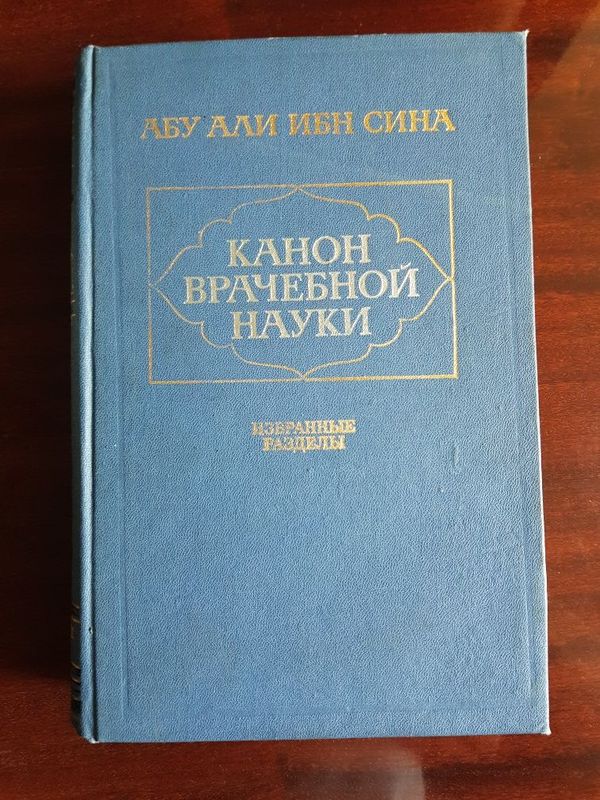 АБУ АЛИ ИБН СИНА
КАНОН
ВРАЧЕБНОЙ
НАУКИ
ИЗБРАННЫЕ
РАЗДЕЛЫ